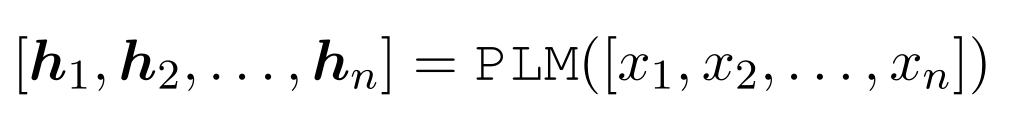 [h₁, h₂, . . . , hₙ] = PLM([x₁, x₂, . . . , xₙ])